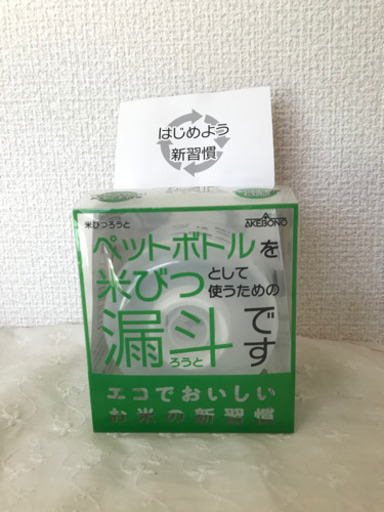 はじめよう
新習慣
米びつろうと
AKEBONO
ペットボトルを
米びつとして
使うための
漏斗です
ろうと
エコでおいしい
お米の新習慣